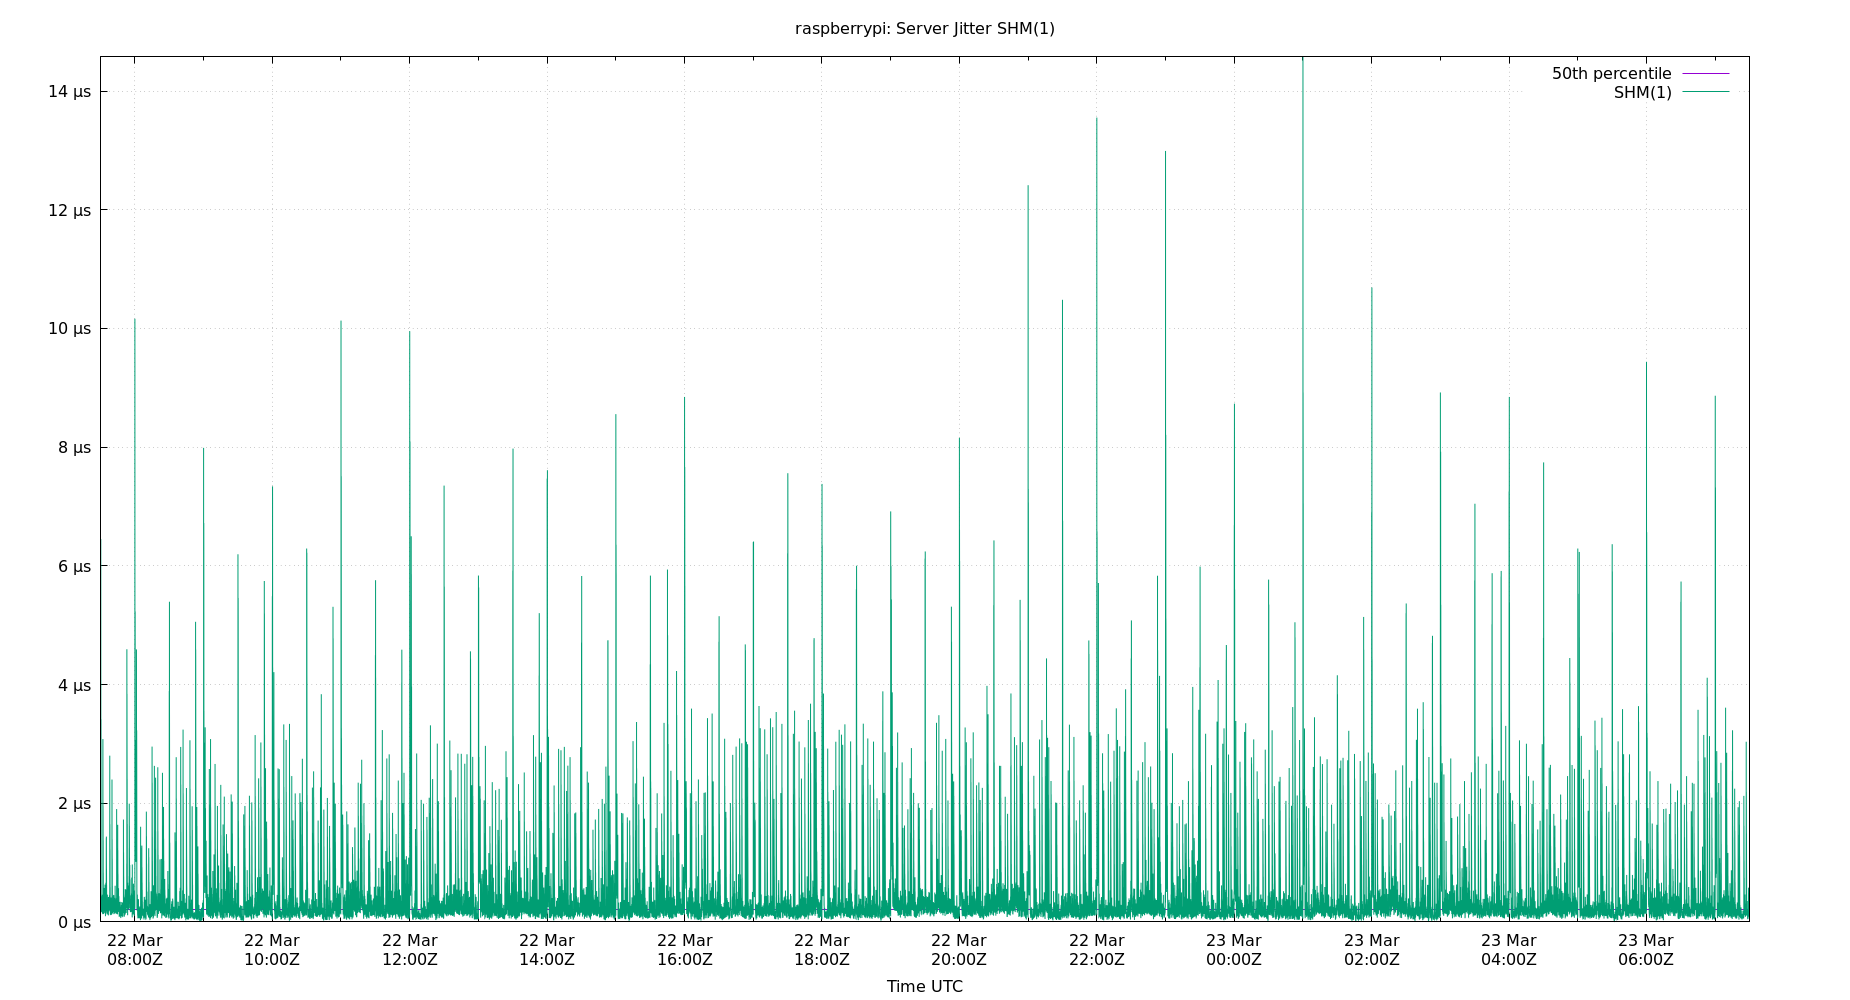 raspberrypi: Server Jitter SHM(1)
50th percentile
SHM(1)
14 µs
12 µs
10 µs
8 µs
6 µs
4 µs
2 µs
0 µs
22 Mar 22 Mar 22 Mar 22 Mar 22 Mar 22 Mar 22 Mar 22 Mar 23 Mar 23 Mar 23 Mar 23 Mar
08:00Z 10:00Z 12:00Z 14:00Z 16:00Z 18:00Z 20:00Z 22:00Z 00:00Z 02:00Z 04:00Z 06:00Z
Time UTC